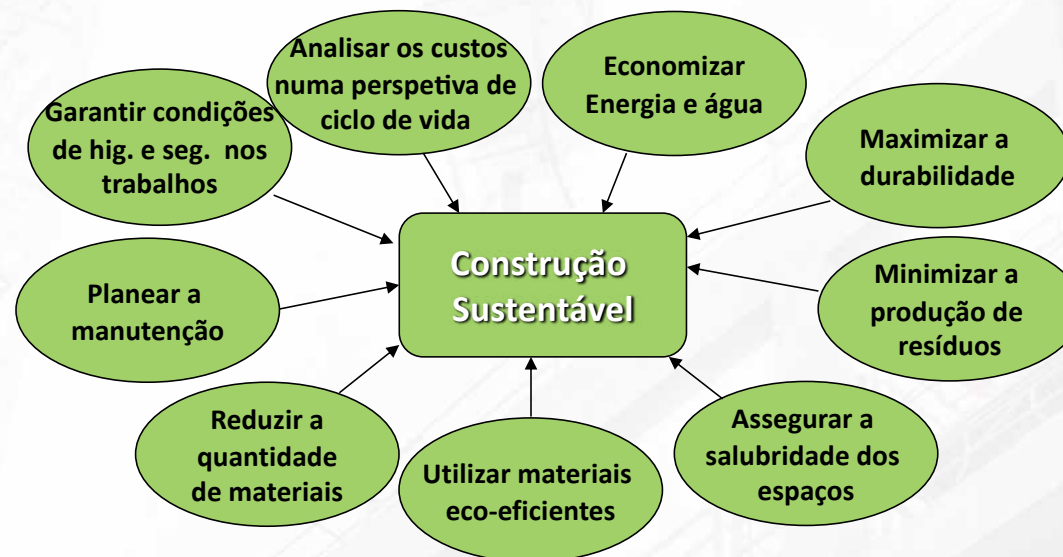 Analisar os custos
numa perspetiva de
ciclo de vida
Economizar
Energia e água
Garantir condições
de hig. e seg. nos
trabalhos
Maximizar a
durabilidade
Construção
Sustentável
Planear a
manutenção
Minimizar a
produção de
resíduos
Reduzir a
quantidade
de materiais
Utilizar materiais
eco-eficientes
Assegurar a
salubridade dos
espaços